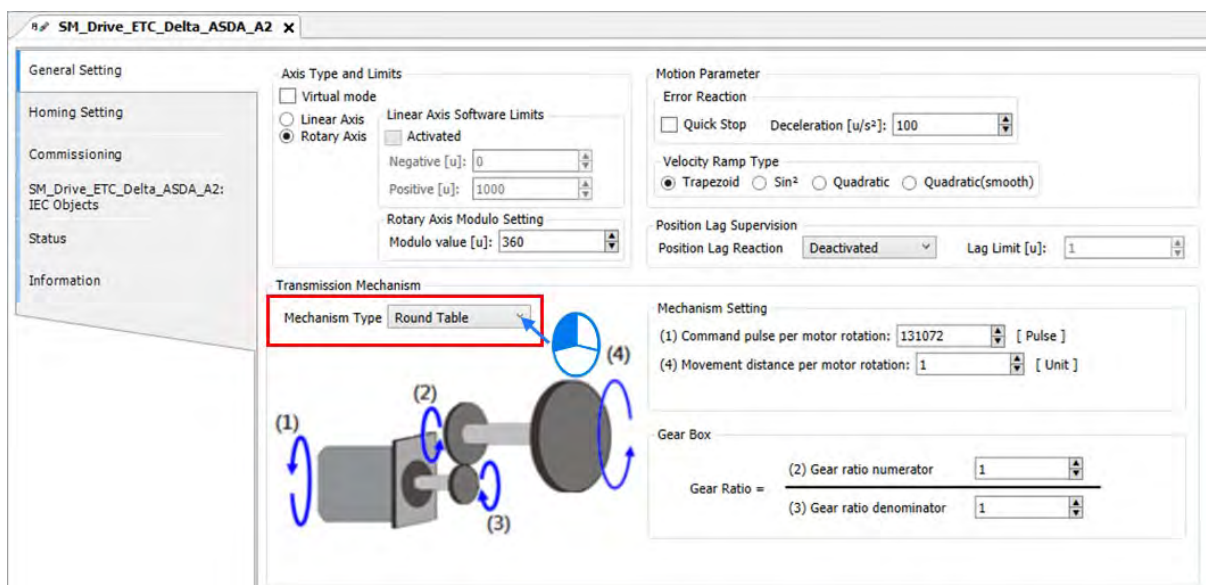 SM_Drive_ETC_Delta_ASDA_A2 X
General Setting
Homing Setting
Commissioning
SM_Drive_ETC_Delta_ASDA_A2:
IEC Objects
Status
Information
Axis Type and Limits
Virtual mode
Linear Axis
Rotary Axis
Linear Axis Software Limits
Activated
Negative [u]: 0
Positive [u]: 1000
Rotary Axis Modulo Setting
Modulo value [u]: 360
Motion Parameter
Error Reaction
Quick Stop Deceleration [u/s²]: 100
Velocity Ramp Type
Trapezoid Sin² Quadratic Quadratic(smooth)
Position Lag Supervision
Position Lag Reaction Deactivated Lag Limit [u]: 1
Transmission Mechanism
Mechanism Type Round Table
(1)
(2)
(3)
(4)
Mechanism Setting
(1) Command pulse per motor rotation: 131072 [ Pulse ]
(4) Movement distance per motor rotation: 1 [ Unit ]
Gear Box
Gear Ratio =
(2) Gear ratio numerator 1
(3) Gear ratio denominator 1